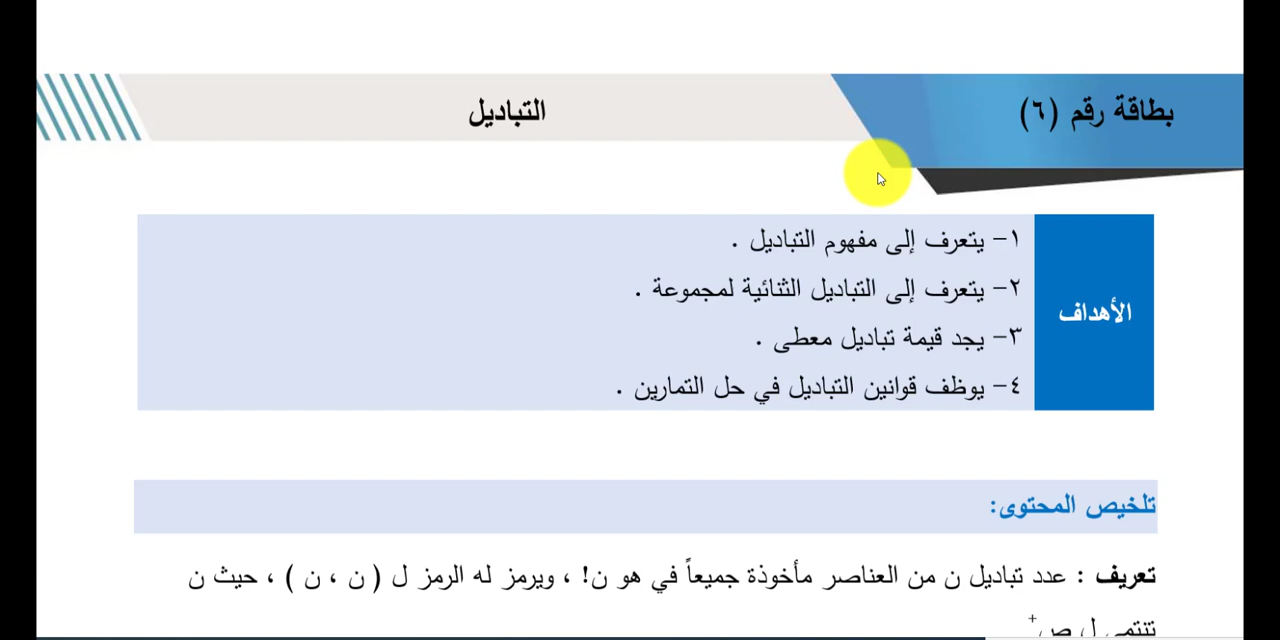 بطاقة رقم (٦)
التباديل
الأهداف
١- يتعرف إلى مفهوم التباديل .
٢- يتعرف إلى التباديل الثنائية لمجموعة .
٣- يجد قيمة تباديل معطى .
٤- يوظف قوانين التباديل في حل التمارين .
تلخيص المحتوى:
تعريف : عدد تباديل ن من العناصر مأخوذة جميعاً في هو ن! ، ويرمز له الرمز ل ( ن ، ن ) ، حيث ن
تنتمي ل ص+